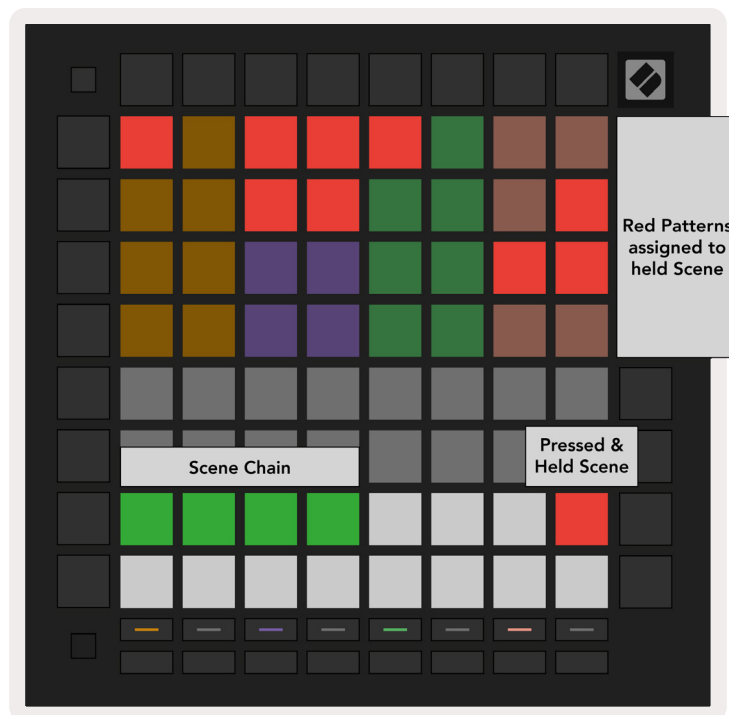 Red Patterns
assigned to
held Scene
Pressed &
Held Scene
Scene Chain